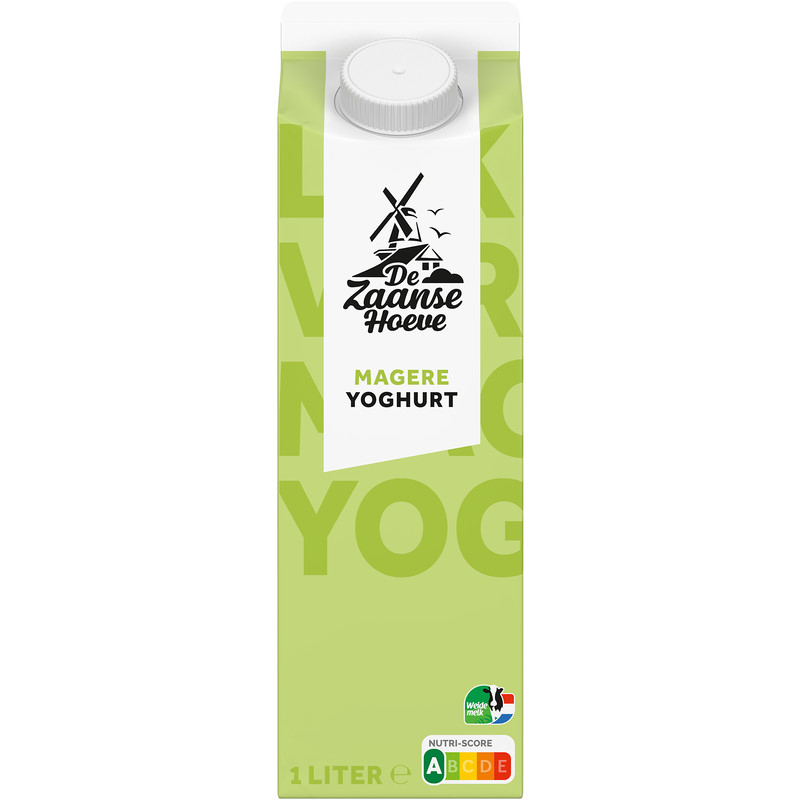 De
Zaanse
Hoeve
MAGERE
YOGHURT
YOG
Weide
melk
NUTRI-SCORE
A B C D E
1 LITER ℮